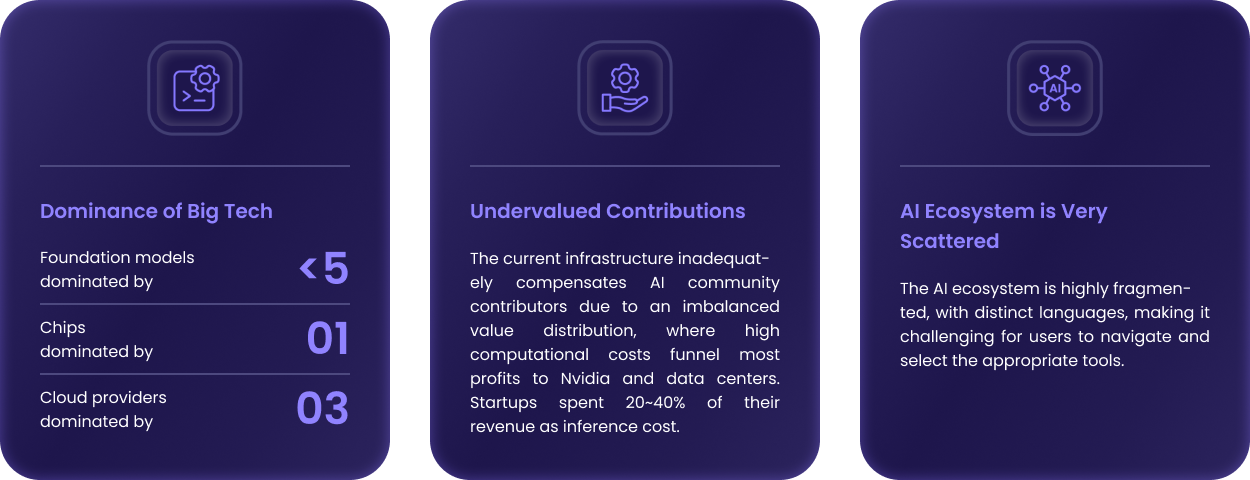 Dominance of Big Tech
Foundation models
dominated by
<5
Chips
dominated by
01
Cloud providers
dominated by
03
Undervalued Contributions
The current infrastructure inadequat-
ely compensates AI community
contributors due to an imbalanced
value distribution, where high
computational costs funnel most
profits to Nvidia and data centers.
Startups spent 20~40% of their
revenue as inference cost.
AI
AI Ecosystem is Very
Scattered
The AI ecosystem is highly fragmen-
ted, with distinct languages, making it
challenging for users to navigate and
select the appropriate tools.